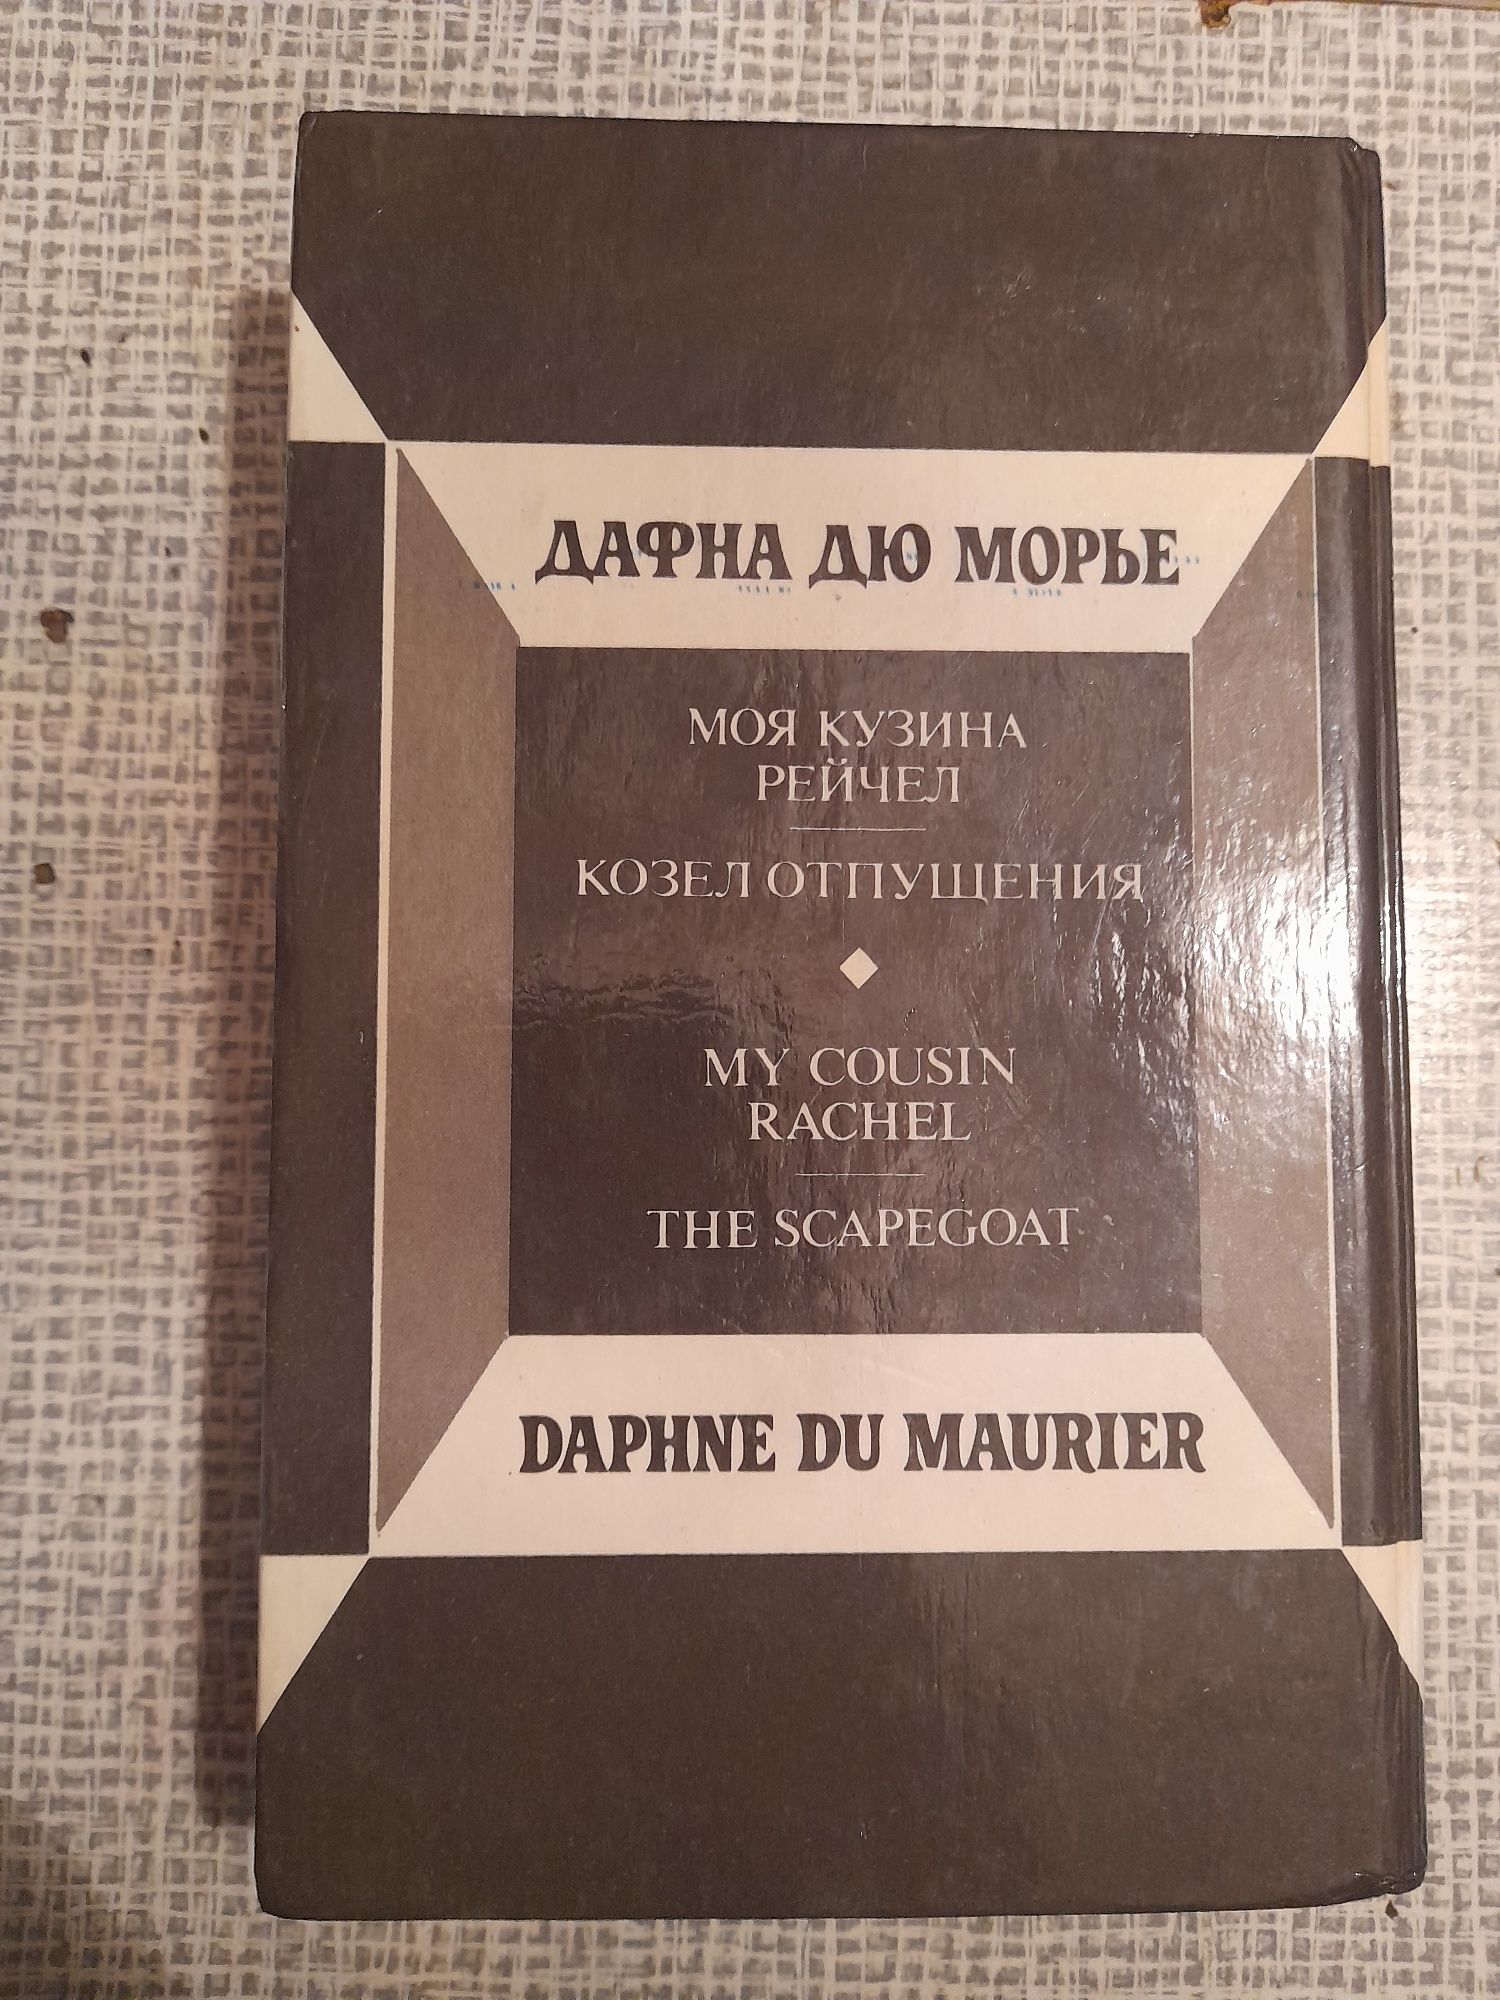 ДАФНА ДЮ МОРЬЕ
МОЯ КУЗИНА
РЕЙЧЕЛ
КОЗЕЛ ОТПУЩЕНИЯ
MY COUSIN
RACHEL
THE SCAPEGOAT
DAPHNE DU MAURIER